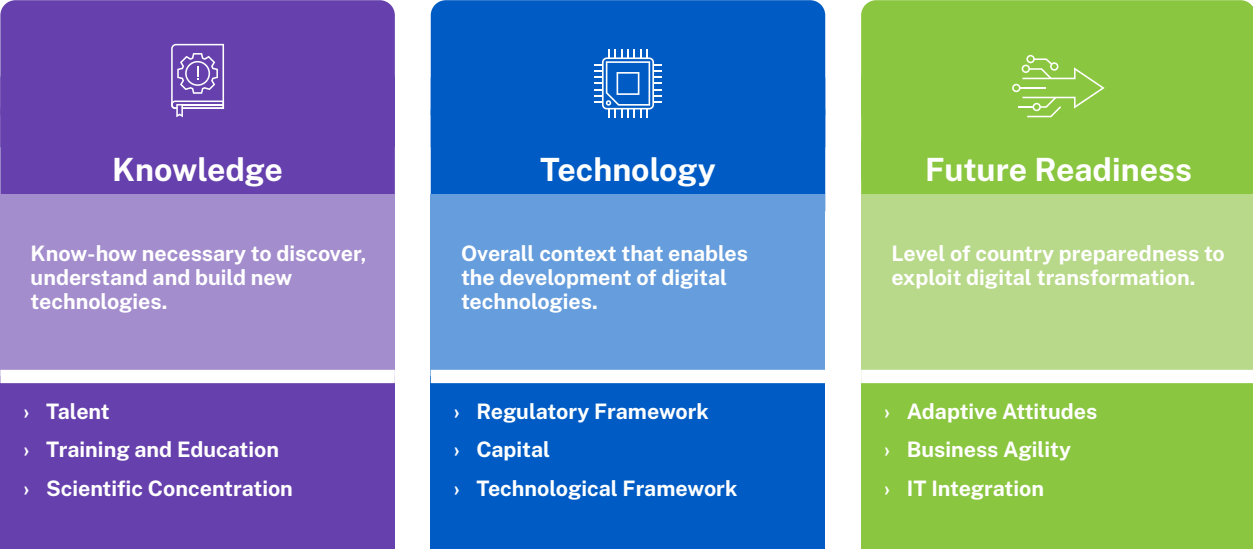 Knowledge
Know-how necessary to discover,
understand and build new
technologies.
› Talent
› Training and Education
› Scientific Concentration
Technology
Overall context that enables
the development of digital
technologies.
› Regulatory Framework
› Capital
› Technological Framework
Future Readiness
Level of country preparedness to
exploit digital transformation.
› Adaptive Attitudes
› Business Agility
› IT Integration